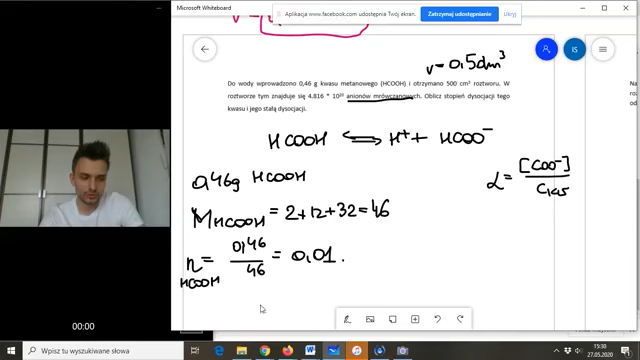 Microsoft Whiteboard
Aplikacja www.facebook.com udostępnia Twój ekran.
Zatrzymaj udostępnianie
Ukryj
V = 0,5dm³
IS
Do wody wprowadzono 0,46 g kwasu metanowego (HCOOH) i otrzymano 500 cm³ roztworu. W
roztworze tym znajduje się 4.816 * 10²⁰ anionów mrówczanowych. Oblicz stopień dysocjacji tego
kwasu i jego stałą dysocjacji.
HCOOH ⇌ H⁺ + HCOO⁻
0,46g HCOOH
α = [COO⁻]
M HCOOH = 2+12+32 = 46
n = 0,46 / 46 = 0,01.
HCOOH
00:00
Wpisz tu wyszukiwane słowa
15:30
27.05.2020